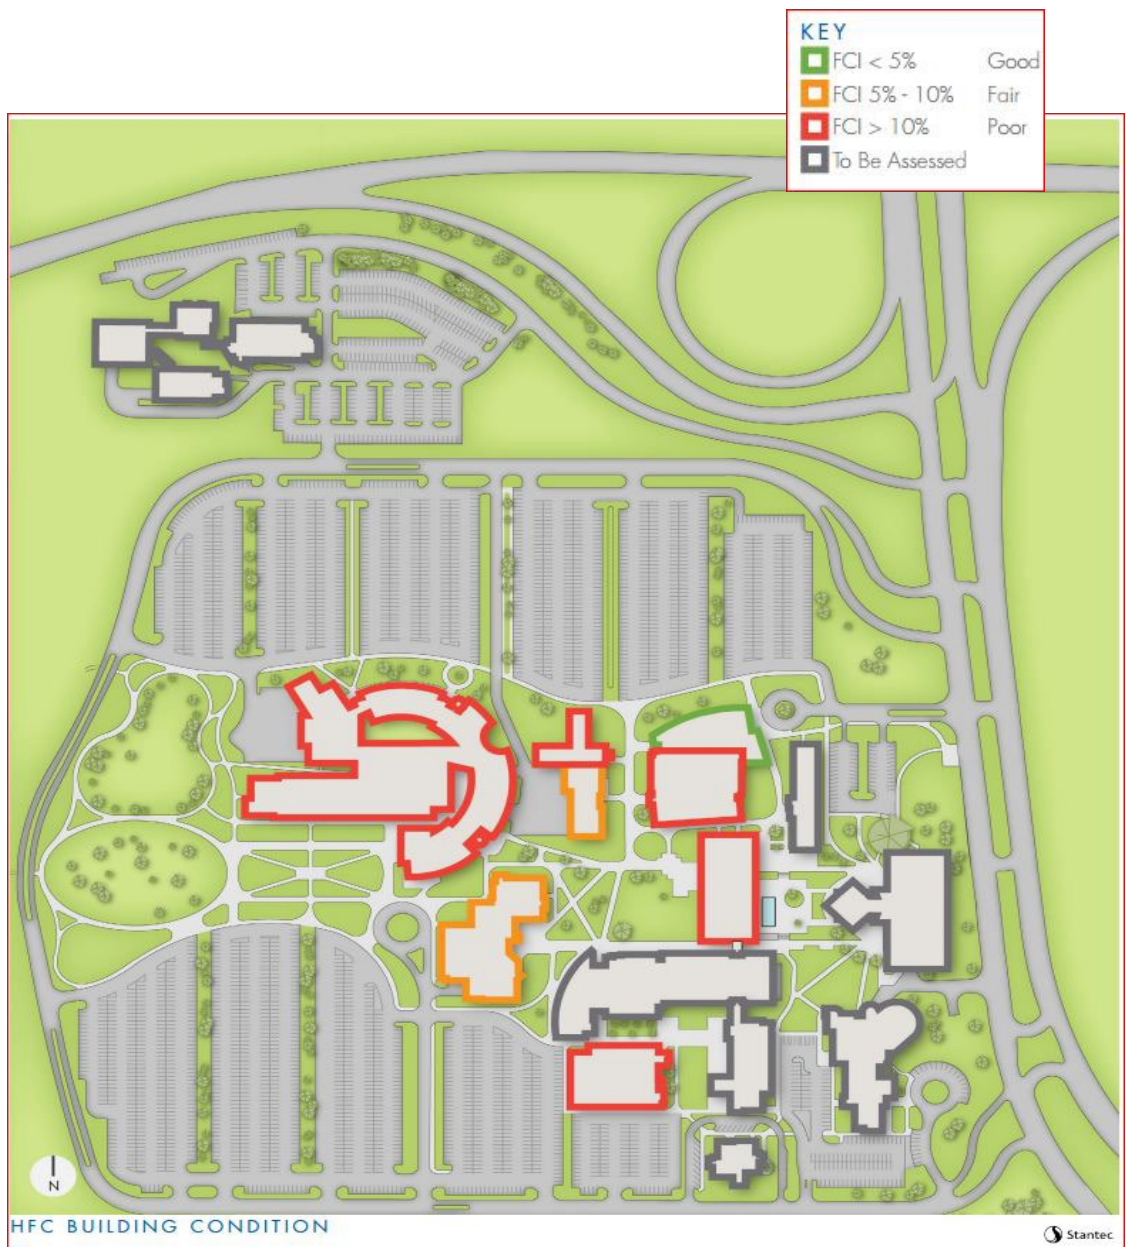 KEY
FCI < 5% Good
FCI 5% - 10% Fair
FCI > 10% Poor
To Be Assessed
N
HFC BUILDING CONDITION
Stantec